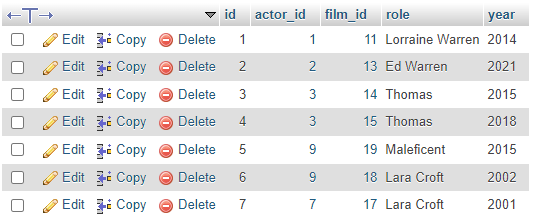 id actor_id film_id role year
Edit Copy Delete 1 1 11 Lorraine Warren 2014
Edit Copy Delete 2 2 13 Ed Warren 2021
Edit Copy Delete 3 3 14 Thomas 2015
Edit Copy Delete 4 3 15 Thomas 2018
Edit Copy Delete 5 9 19 Maleficent 2015
Edit Copy Delete 6 9 18 Lara Croft 2002
Edit Copy Delete 7 7 17 Lara Croft 2001